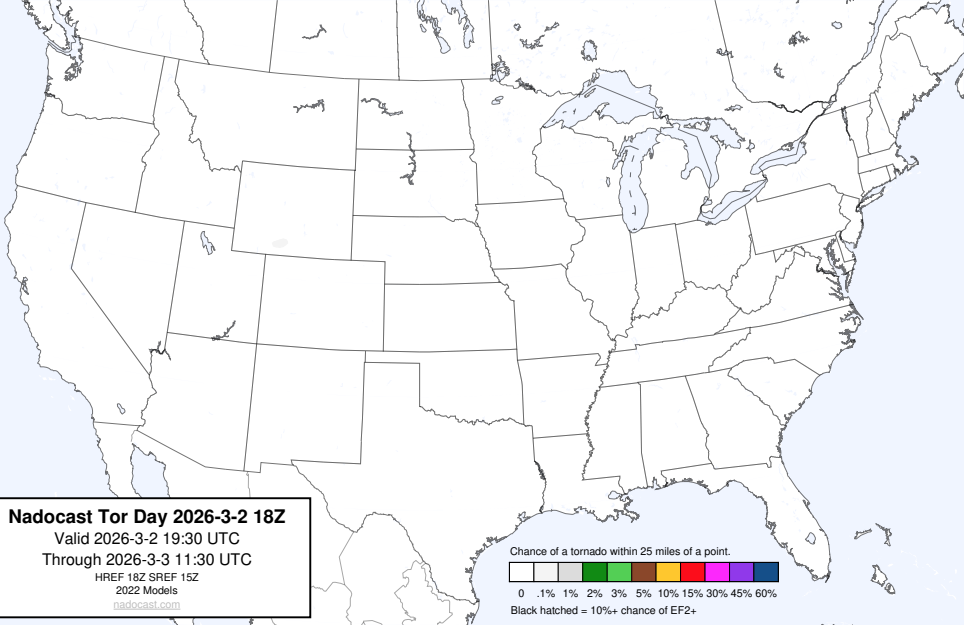 Nadocast Tor Day 2026-3-2 18Z
Valid 2026-3-2 19:30 UTC
Through 2026-3-3 11:30 UTC
HREF 18Z SREF 15Z
2022 Models
nadocast.com
Chance of a tornado within 25 miles of a point.
0 .1% 1% 2% 3% 5% 10% 15% 30% 45% 60%
Black hatched = 10%+ chance of EF2+